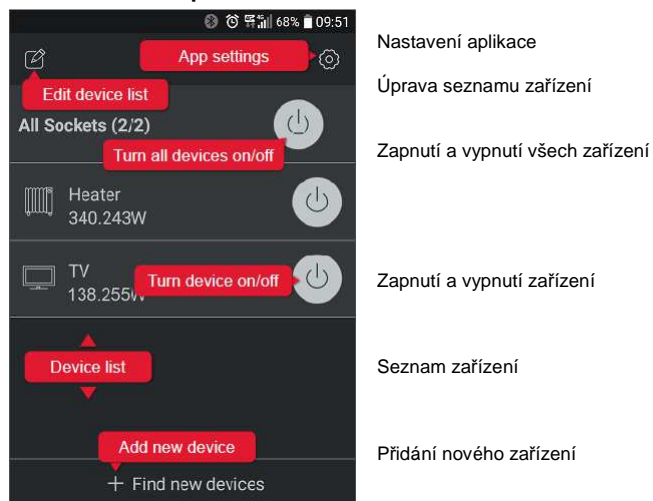 68% 09:51
App settings
Edit device list
All Sockets (2/2)
Turn all devices on/off
Heater
340.243W
TV
138.255W
Turn device on/off
Device list
Add new device
+ Find new devices
Nastavení aplikace
Úprava seznamu zařízení
Zapnutí a vypnutí všech zařízení
Zapnutí a vypnutí zařízení
Seznam zařízení
Přidání nového zařízení